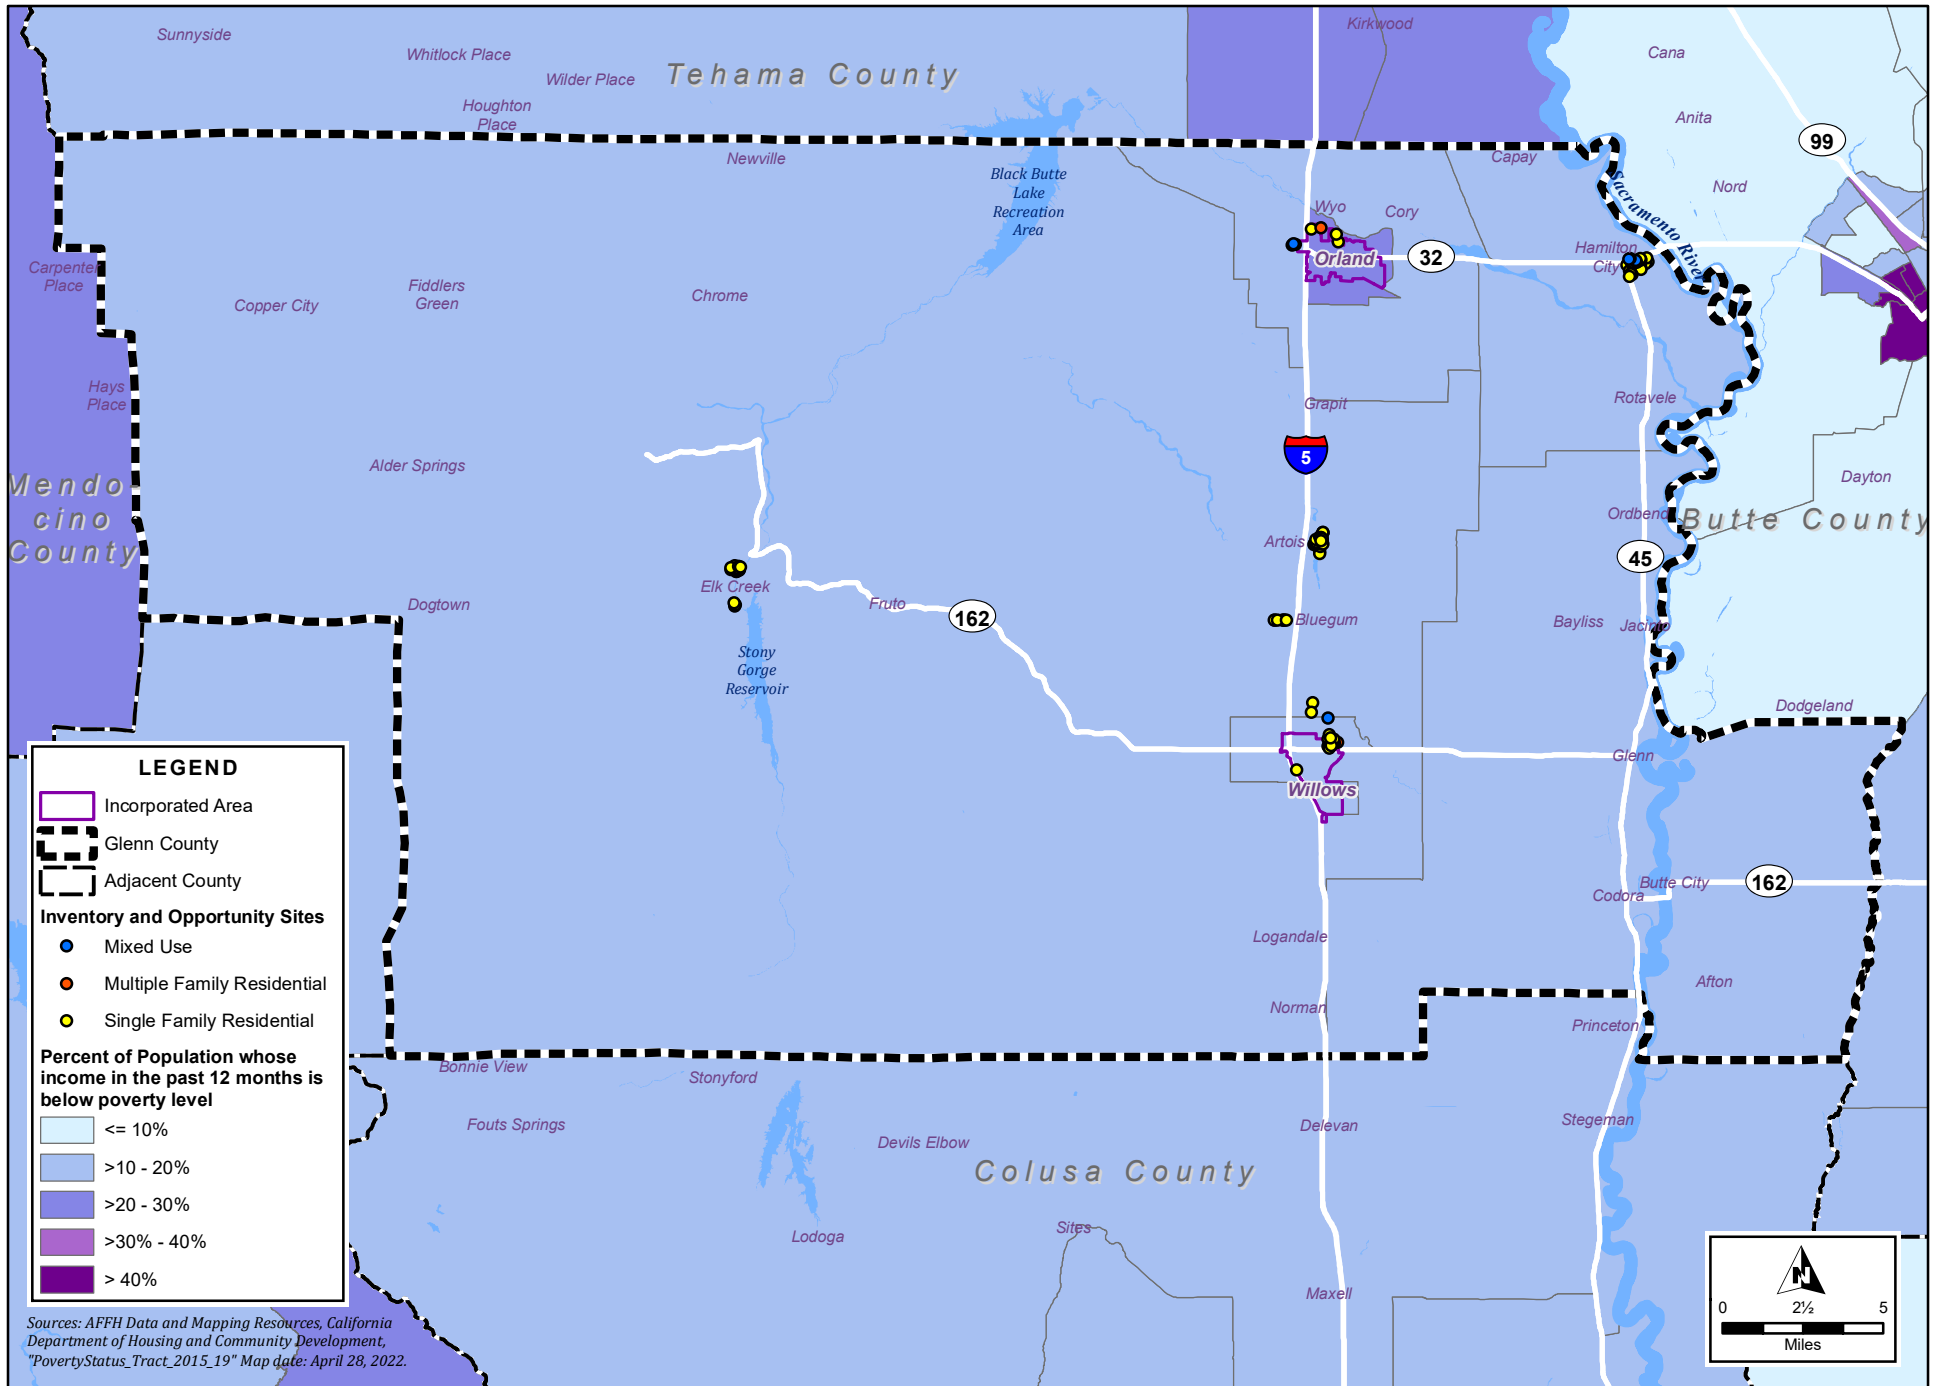 Sunnyside
Whitlock Place
Wilder Place
Houghton
Place
Tehama County
Kirkwood
Cana
Anita
99
Nord
Capay
Newville
Black Butte
Lake
Recreation
Area
Wyo
Cory
Orland
32
Hamilton
City
Sacramento River
Carpenter
Place
Copper City
Fiddlers
Green
Chrome
Hays
Place
Grapit
Rotavele
5
Alder Springs
Mendo-
cino
County
Dayton
Ordbend
Butte County
Artois
45
Elk Creek
Dogtown
Fruto
162
Bluegum
Bayliss
Jacinto
Stony
Gorge
Reservoir
Dodgeland
Glenn
Willows
Codora
Butte City
162
Logandale
Afton
Norman
Princeton
Bonnie View
Stonyford
Fouts Springs
Devils Elbow
Delevan
Stegeman
Colusa County
Lodoga
Sites
Maxell
LEGEND
Incorporated Area
Glenn County
Adjacent County
Inventory and Opportunity Sites
Mixed Use
Multiple Family Residential
Single Family Residential
Percent of Population whose
income in the past 12 months is
below poverty level
<= 10%
>10 - 20%
>20 - 30%
>30% - 40%
> 40%
Sources: AFFH Data and Mapping Resources, California
Department of Housing and Community Development,
"PovertyStatus_Tract_2015_19" Map date: April 28, 2022.
N
0 2½ 5
Miles